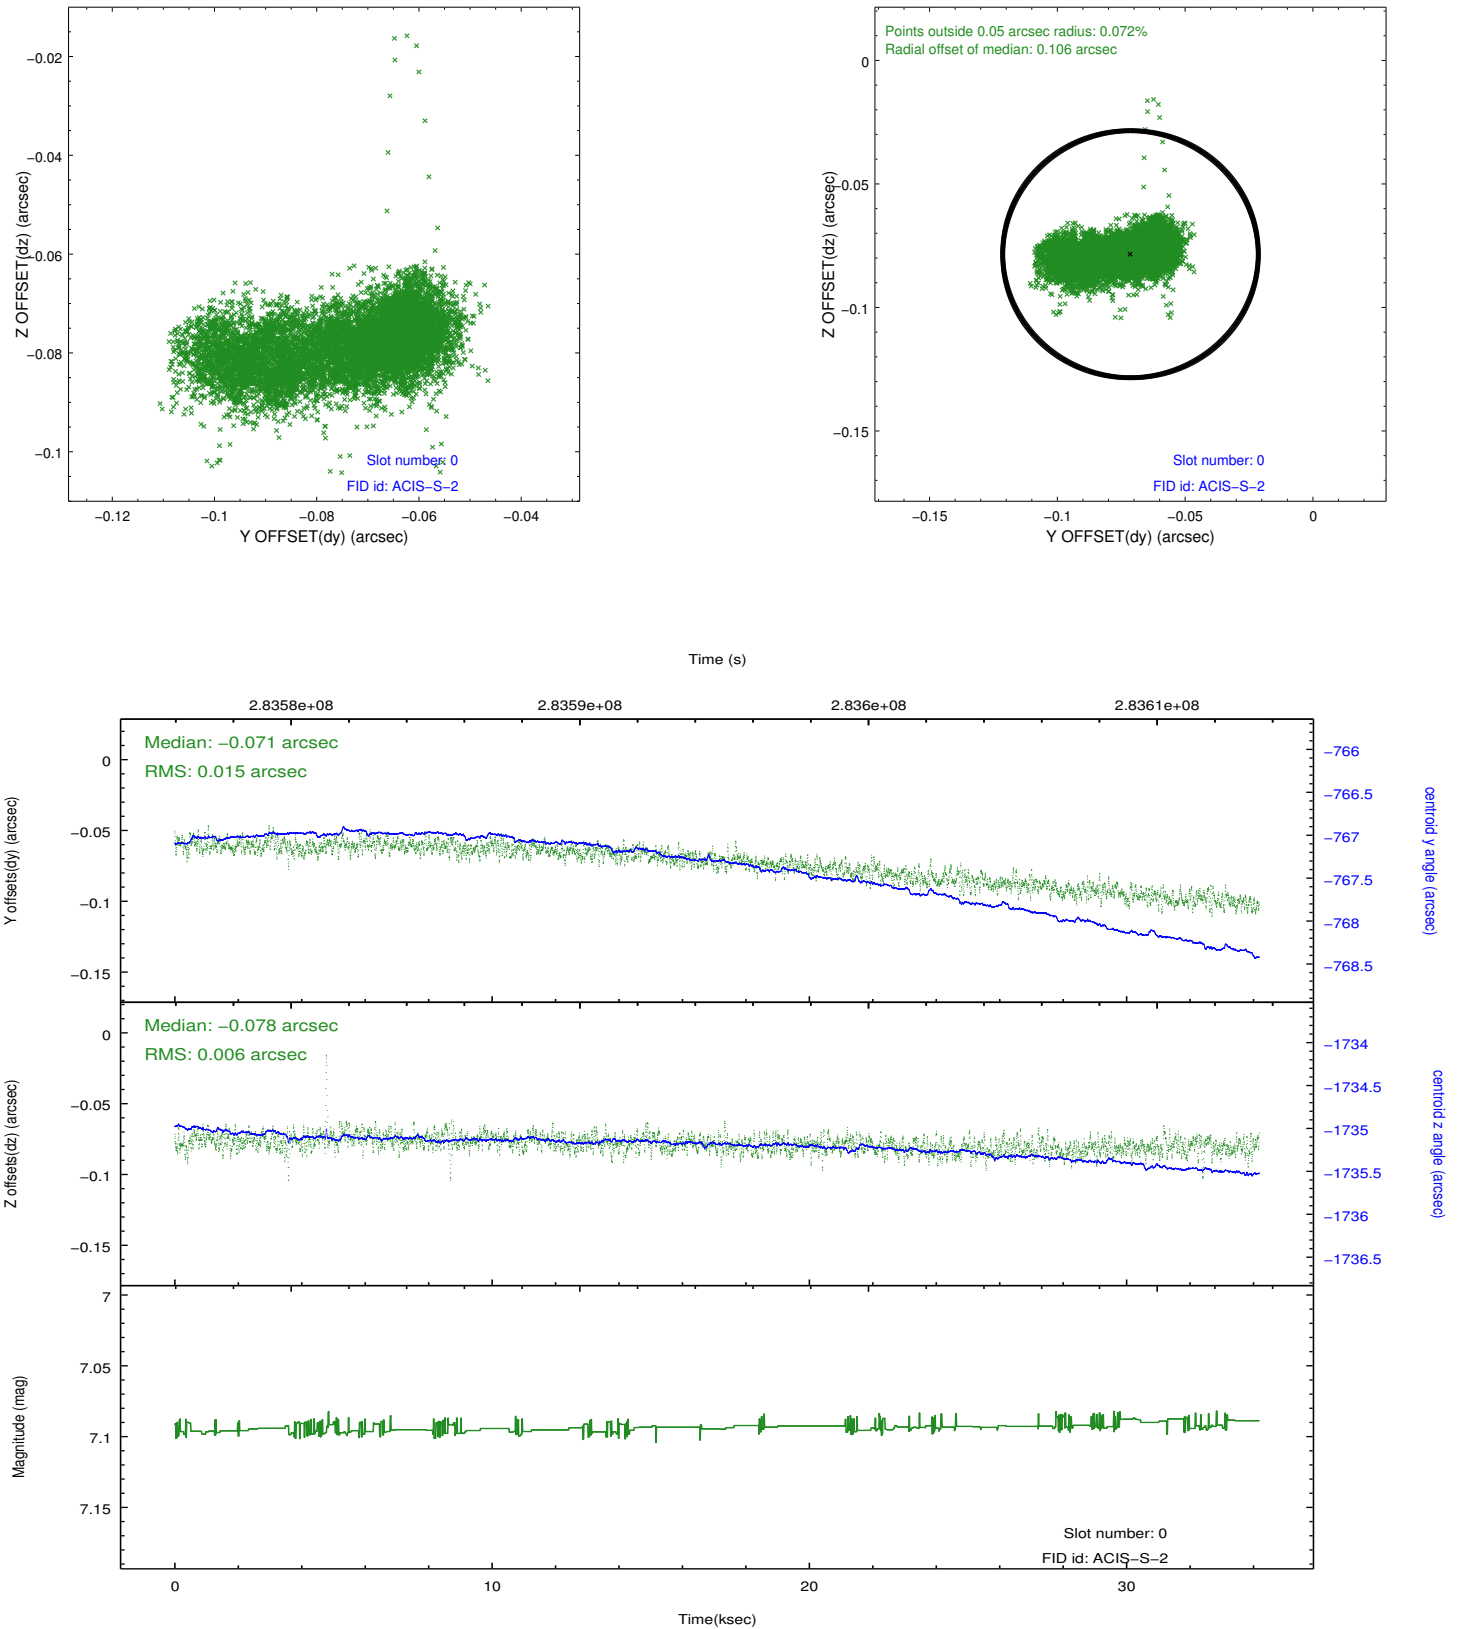 −0.02
−0.04
−0.06
−0.08
−0.1
Z OFFSET(dz) (arcsec)
Slot number: 0
FID id: ACIS−S−2
−0.12
−0.1
−0.08
−0.06
−0.04
Y OFFSET(dy) (arcsec)
Points outside 0.05 arcsec radius: 0.072%
Radial offset of median: 0.106 arcsec
0
−0.05
−0.1
−0.15
Z OFFSET(dz) (arcsec)
Slot number: 0
FID id: ACIS−S−2
−0.15
−0.1
−0.05
0
Y OFFSET(dy) (arcsec)
Time (s)
2.8358e+08
2.8359e+08
2.836e+08
2.8361e+08
Median: −0.071 arcsec
RMS: 0.015 arcsec
0
−0.05
−0.1
−0.15
Y offsets(dy) (arcsec)
−766
−766.5
−767
−767.5
−768
−768.5
centroid y angle (arcsec)
Median: −0.078 arcsec
RMS: 0.006 arcsec
0
−0.05
−0.1
−0.15
Z offsets(dz) (arcsec)
−1734
−1734.5
−1735
−1735.5
−1736
−1736.5
centroid z angle (arcsec)
7
7.05
7.1
7.15
Magnitude (mag)
Slot number: 0
FID id: ACIS−S−2
0
10
20
30
Time(ksec)